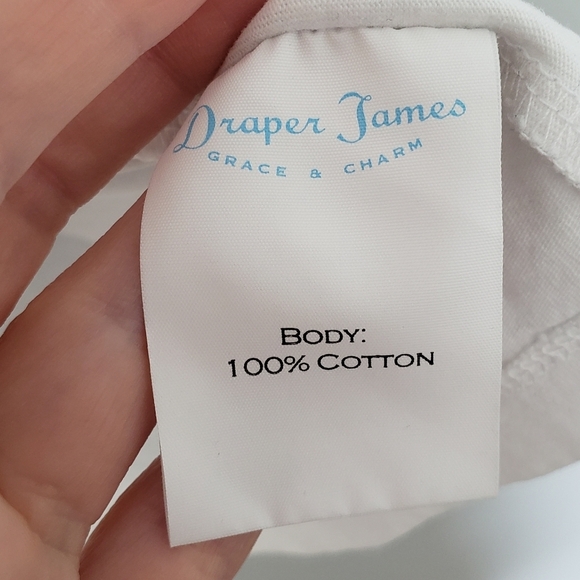 Draper James
GRACE & CHARM
BODY:
100% COTTON